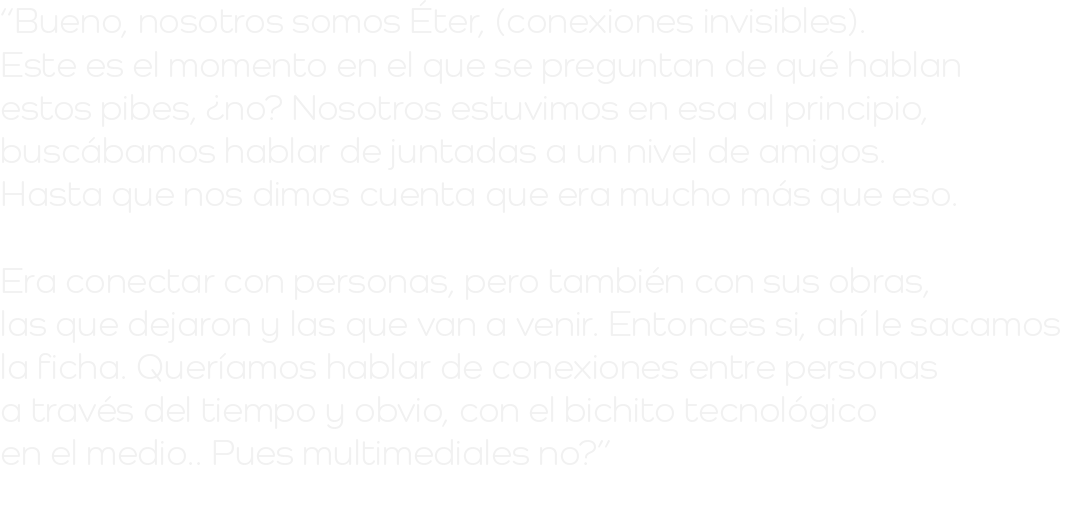 “Bueno, nosotros somos Éter, (conexiones invisibles).
Este es el momento en el que se preguntan de qué hablan
estos pibes, ¿no? Nosotros estuvimos en esa al principio,
buscábamos hablar de juntadas a un nivel de amigos.
Hasta que nos dimos cuenta que era mucho más que eso.
Era conectar con personas, pero también con sus obras,
las que dejaron y las que van a venir. Entonces si, ahí le sacamos
la ficha. Queríamos hablar de conexiones entre personas
a través del tiempo y obvio, con el bichito tecnológico
en el medio.. Pues multimediales no?”